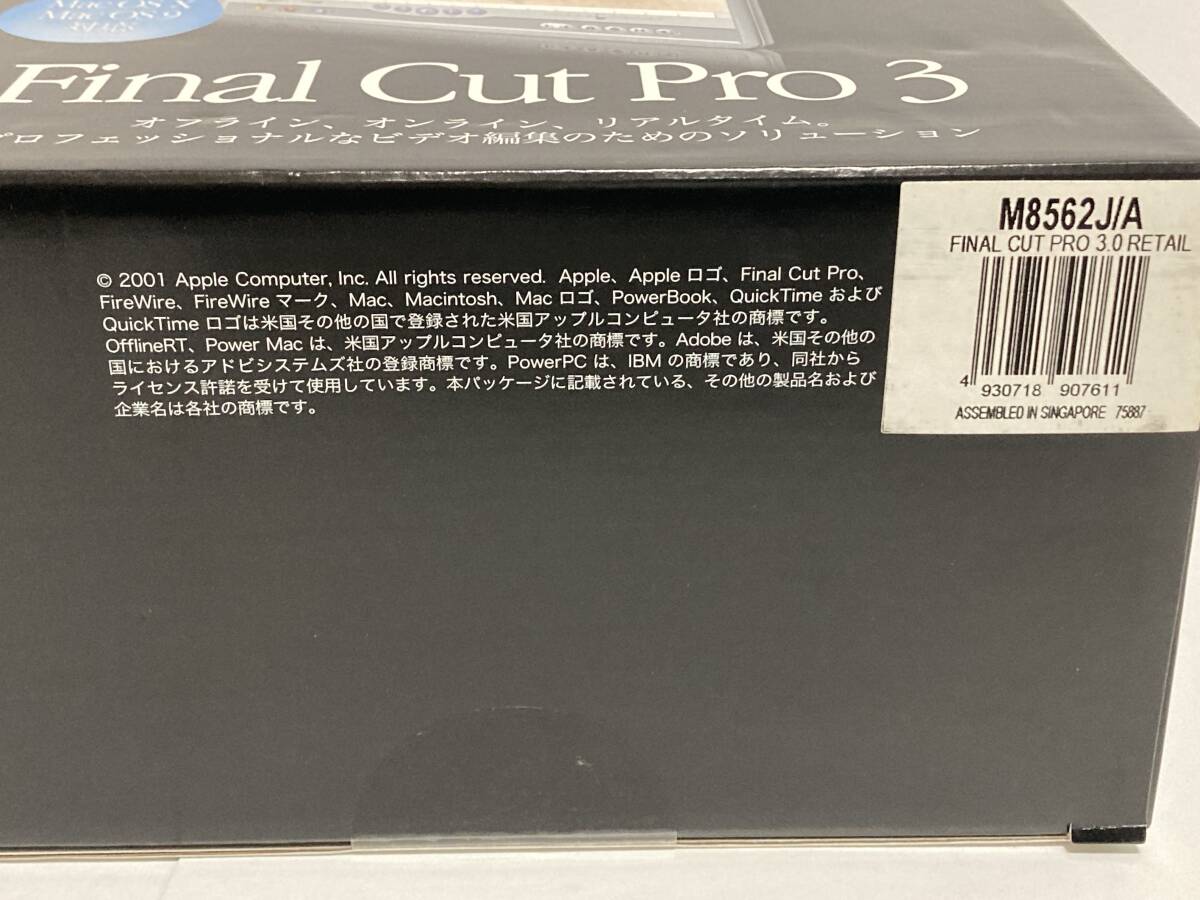 Mac OS X
Mac OS 9
対応
Final Cut Pro 3
オフライン、オンライン、リアルタイム。
プロフェッショナルなビデオ編集のためのソリューション
© 2001 Apple Computer, Inc. All rights reserved. Apple、Apple ロゴ、Final Cut Pro、
FireWire、FireWire マーク、Mac、Macintosh、Mac ロゴ、PowerBook、QuickTime および
QuickTime ロゴは米国その他の国で登録された米国アップルコンピュータ社の商標です。
OfflineRT、Power Mac は、米国アップルコンピュータ社の商標です。Adobe は、米国その他の
国におけるアドビシステムズ社の登録商標です。PowerPC は、IBM の商標であり、同社から
ライセンス許諾を受けて使用しています。本パッケージに記載されている、その他の製品名および
企業名は各社の商標です。
M8562J/A
FINAL CUT PRO 3.0 RETAIL
4 930718 907611
ASSEMBLED IN SINGAPORE 75887